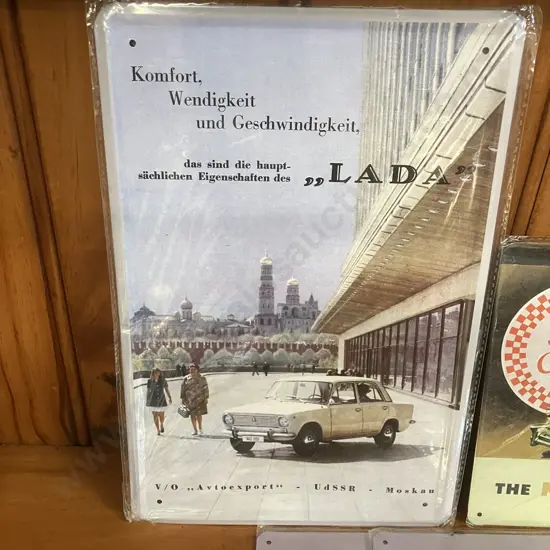 Komfort,
Wendigkeit
und Geschwindigkeit,
das sind die haupt-
sächlichen Eigenschaften des
„LADA"
V/O „Avtoexport" - UdSSR - Moskau
THE